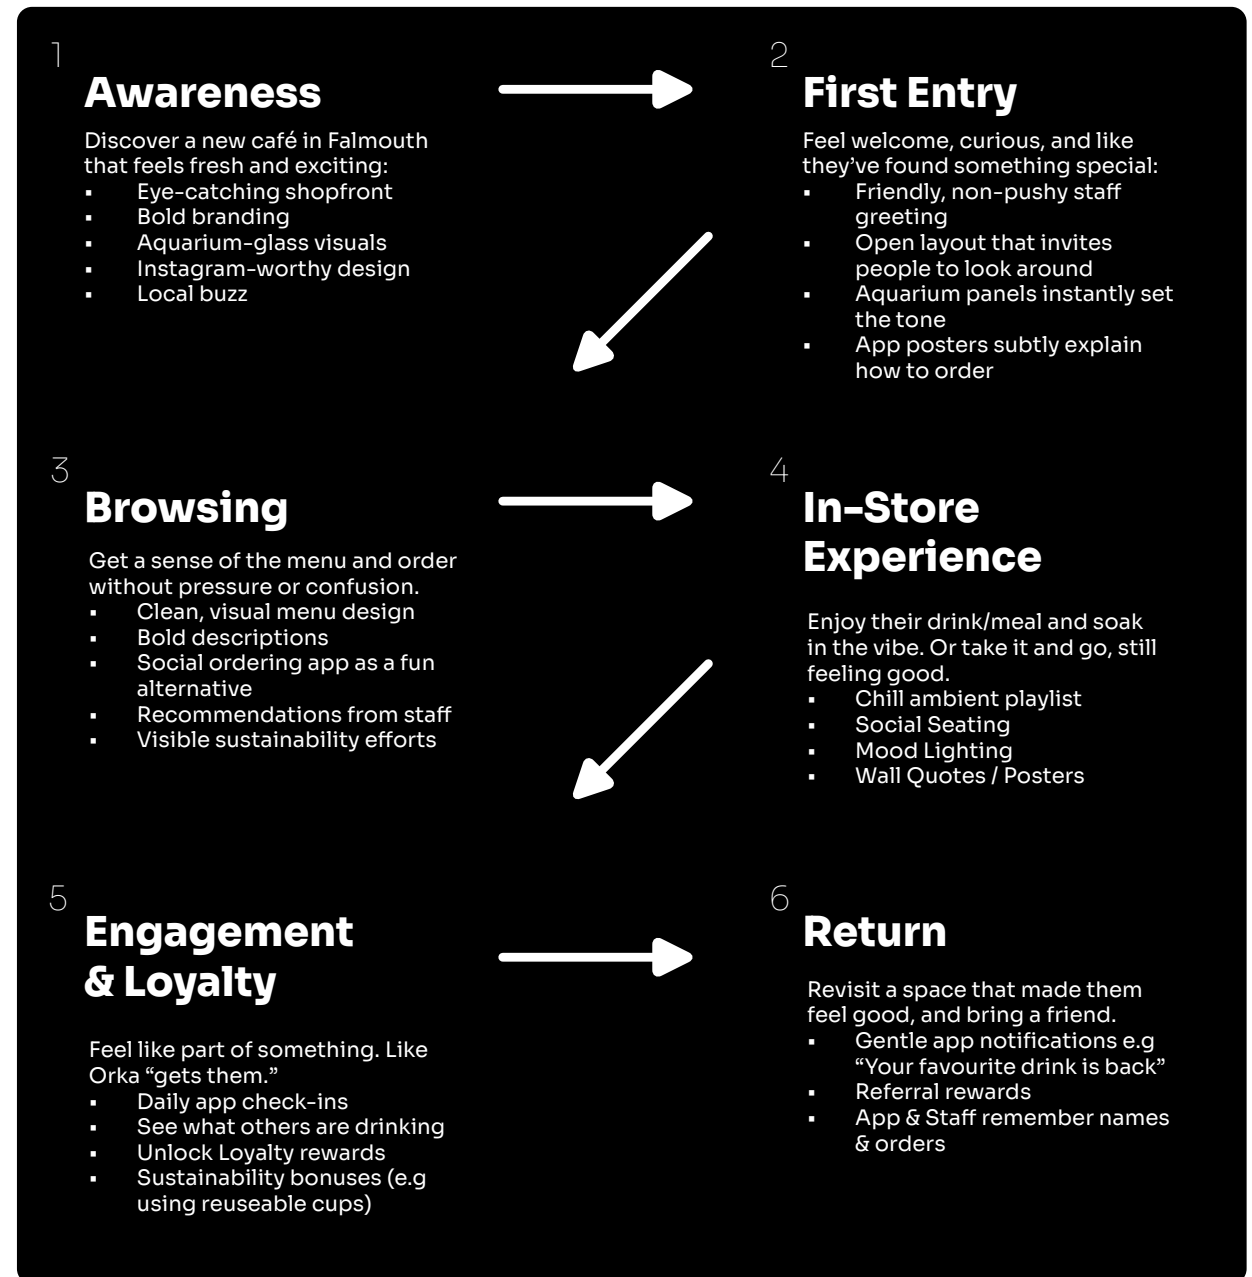 1
Awareness
Discover a new café in Falmouth
that feels fresh and exciting:
▪ Eye-catching shopfront
▪ Bold branding
▪ Aquarium-glass visuals
▪ Instagram-worthy design
▪ Local buzz
2
First Entry
Feel welcome, curious, and like
they’ve found something special:
▪ Friendly, non-pushy staff
greeting
▪ Open layout that invites
people to look around
▪ Aquarium panels instantly set
the tone
▪ App posters subtly explain
how to order
3
Browsing
Get a sense of the menu and order
without pressure or confusion.
▪ Clean, visual menu design
▪ Bold descriptions
▪ Social ordering app as a fun
alternative
▪ Recommendations from staff
▪ Visible sustainability efforts
4
In-Store
Experience
Enjoy their drink/meal and soak
in the vibe. Or take it and go, still
feeling good.
▪ Chill ambient playlist
▪ Social Seating
▪ Mood Lighting
▪ Wall Quotes / Posters
5
Engagement
& Loyalty
Feel like part of something. Like
Orka “gets them.”
▪ Daily app check-ins
▪ See what others are drinking
▪ Unlock Loyalty rewards
▪ Sustainability bonuses (e.g
using reuseable cups)
6
Return
Revisit a space that made them
feel good, and bring a friend.
▪ Gentle app notifications e.g
“Your favourite drink is back”
▪ Referral rewards
▪ App & Staff remember names
& orders